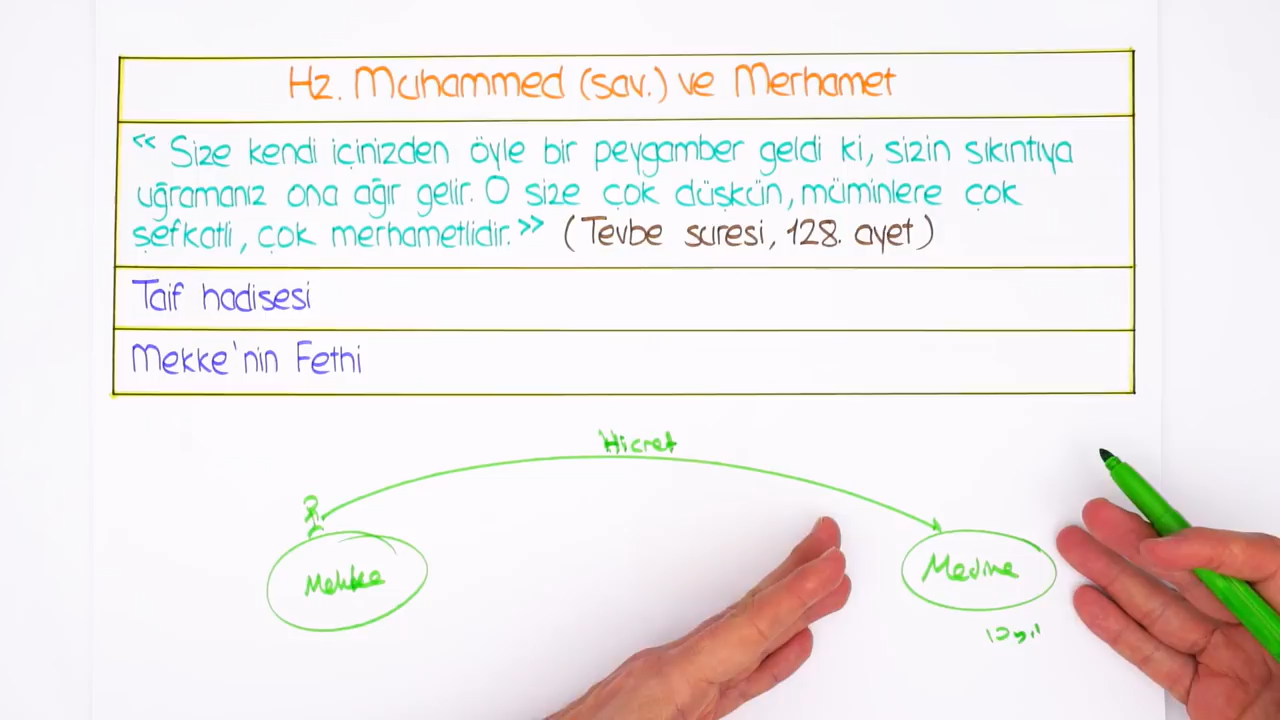 Hz. Muhammed (sav.) ve Merhamet
« Size kendi içinizden öyle bir peygamber geldi ki, sizin sıkıntıya
uğramanız ona ağır gelir. O size çok düşkün, müminlere çok
şefkatli, çok merhametlidir.» (Tevbe suresi, 128. ayet)
Taif hadisesi
Mekke'nin Fethi
Hicret
Mekke
Medine
10 yıl